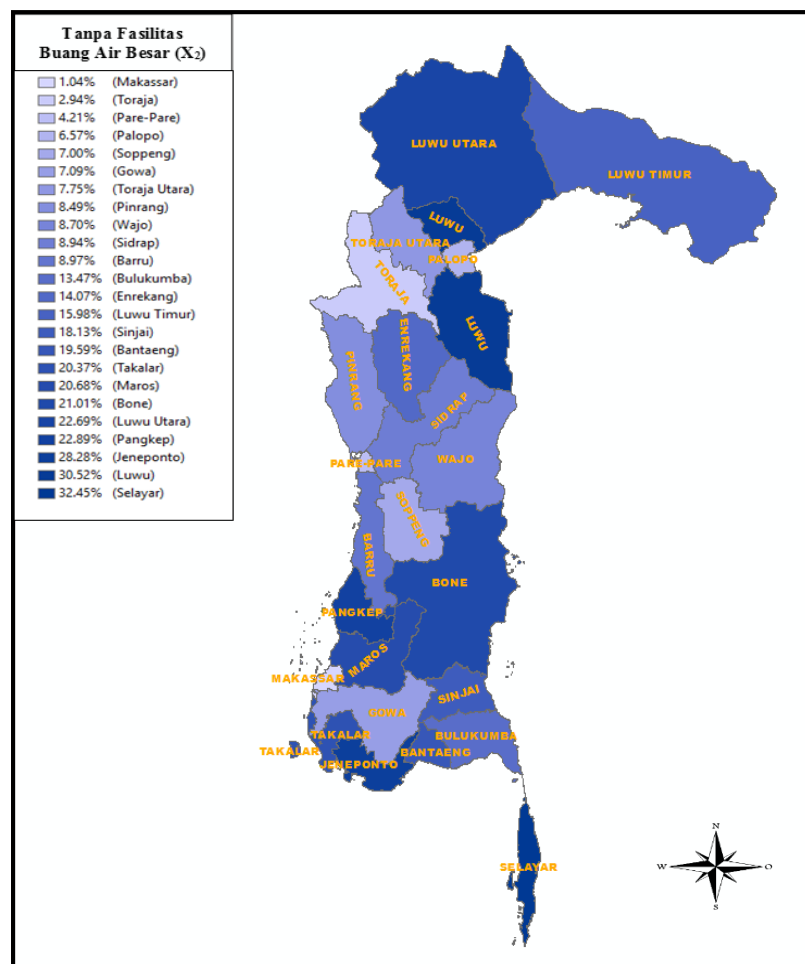 Tanpa Fasilitas
Buang Air Besar (X₂)
1.04% (Makassar)
2.94% (Toraja)
4.21% (Pare-Pare)
6.57% (Palopo)
7.00% (Soppeng)
7.09% (Gowa)
7.75% (Toraja Utara)
8.49% (Pinrang)
8.70% (Wajo)
8.94% (Sidrap)
8.97% (Barru)
13.47% (Bulukumba)
14.07% (Enrekang)
15.98% (Luwu Timur)
18.13% (Sinjai)
19.59% (Bantaeng)
20.37% (Takalar)
20.68% (Maros)
21.01% (Bone)
22.69% (Luwu Utara)
22.89% (Pangkep)
28.28% (Jeneponto)
30.52% (Luwu)
32.45% (Selayar)
LUWU UTARA
LUWU TIMUR
LUWU
TORAJA UTARA
PALOPO
TORAJA
LUWU
ENREKANG
PINRANG
SIDRAP
PARE-PARE
WAJO
SOPPENG
BARRU
BONE
PANGKEP
MAROS
MAKASSAR
SINJAI
GOWA
TAKALAR
BULUKUMBA
TAKALAR
BANTAENG
JENEPONTO
SELAYAR
N
W
O
S